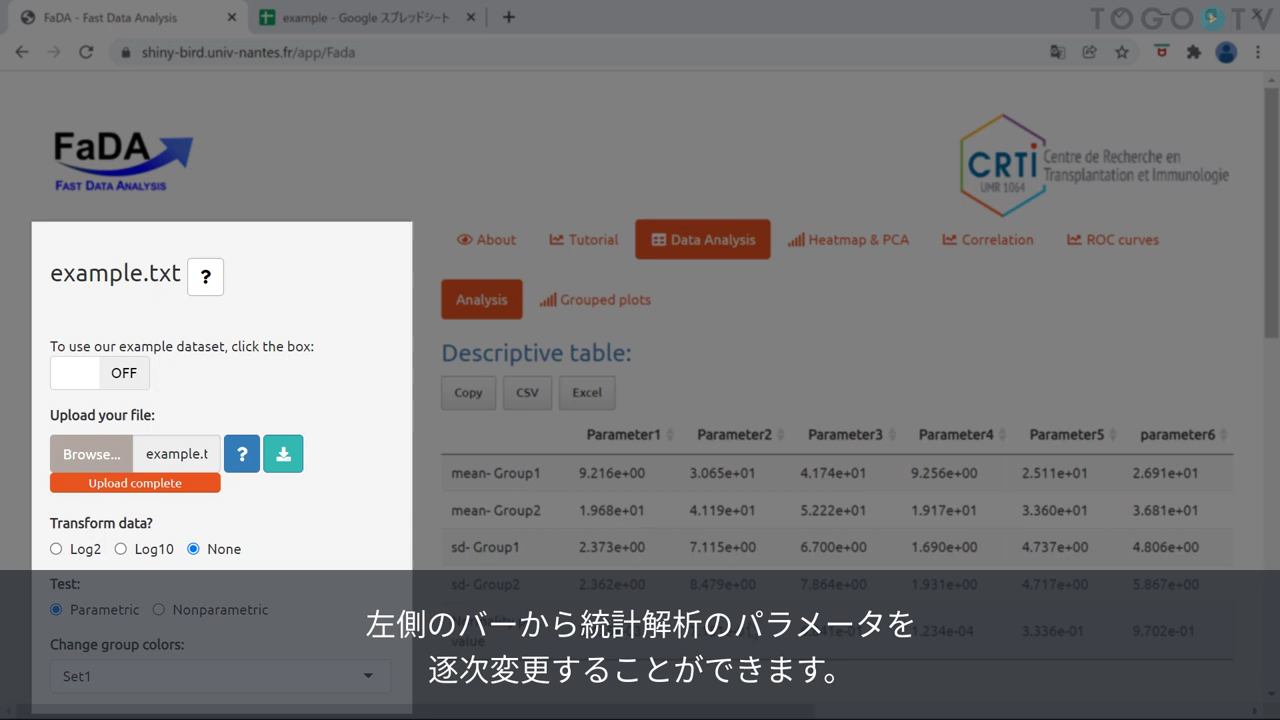 FaDA - Fast Data Analysis
example - Google スプレッドシート
TOGO TV
shiny-bird.univ-nantes.fr/app/Fada
FaDA
FAST DATA ANALYSIS
CRTi
UMR 1064
Centre de Recherche en
Transplantation et Immunologie
example.txt ?
To use our example dataset, click the box:
OFF
Upload your file:
Browse... example.t ?
Upload complete
Transform data?
Log2 Log10 None
Test:
Parametric Nonparametric
Change group colors:
Set1
About Tutorial Data Analysis Heatmap & PCA Correlation ROC curves
Analysis Grouped plots
Descriptive table:
Copy CSV Excel
Parameter1 Parameter2 Parameter3 Parameter4 Parameter5 parameter6
mean- Group1 9.216e+00 3.065e+01 4.174e+01 9.256e+00 2.511e+01 2.691e+01
mean- Group2 1.968e+01 4.119e+01 5.222e+01 1.917e+01 3.360e+01 3.681e+01
sd- Group1 2.373e+00 7.115e+00 6.700e+00 1.690e+00 4.737e+00 4.806e+00
sd- Group2 2.362e+00 8.479e+00 7.864e+00 1.931e+00 4.717e+00 5.867e+00
value 1.234e-04 3.336e-01 9.702e-01
左側のバーから統計解析のパラメータを
逐次変更することができます。